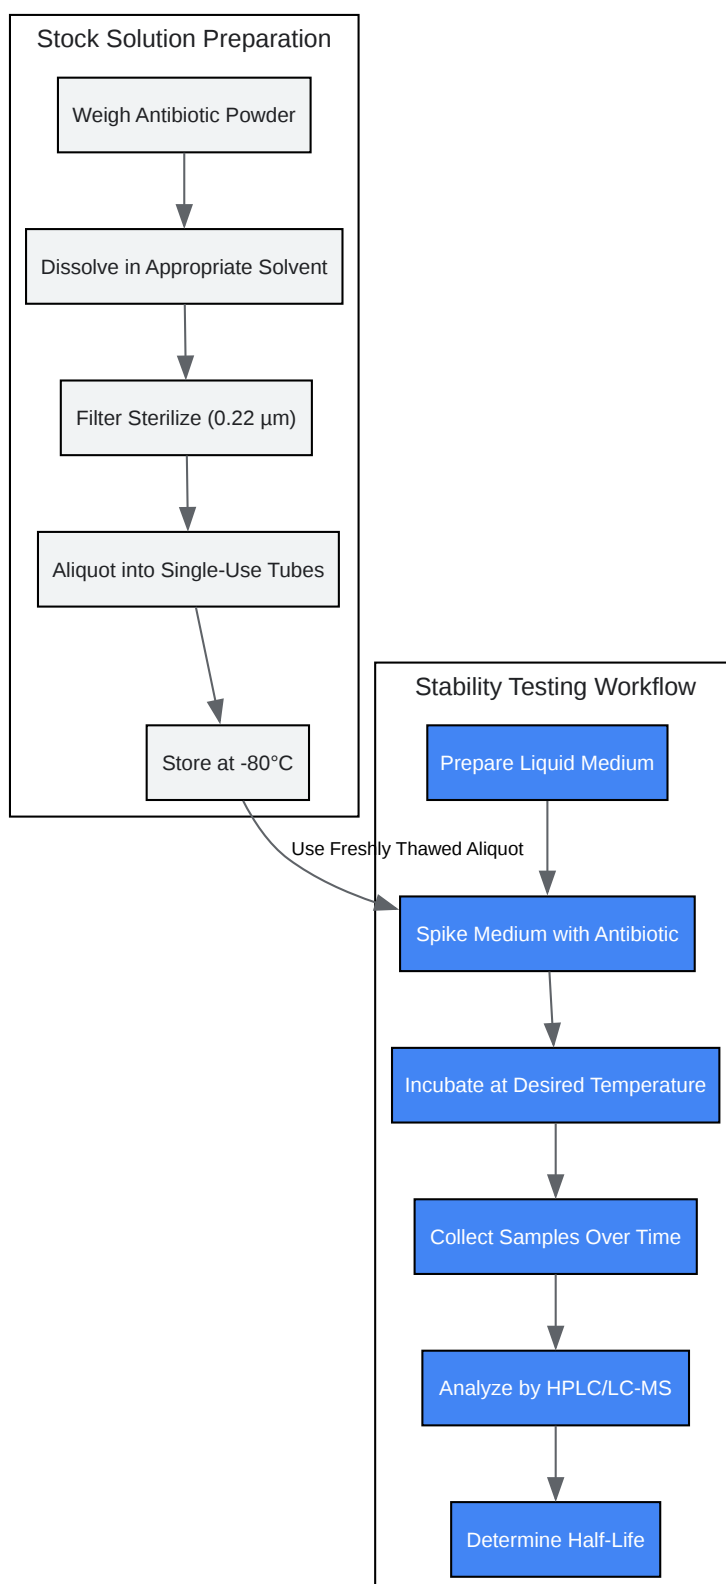 Stock Solution Preparation
Weigh Antibiotic Powder
Dissolve in Appropriate Solvent
Filter Sterilize (0.22 µm)
Aliquot into Single-Use Tubes
Store at -80°C
Use Freshly Thawed Aliquot
Stability Testing Workflow
Prepare Liquid Medium
Spike Medium with Antibiotic
Incubate at Desired Temperature
Collect Samples Over Time
Analyze by HPLC/LC-MS
Determine Half-Life